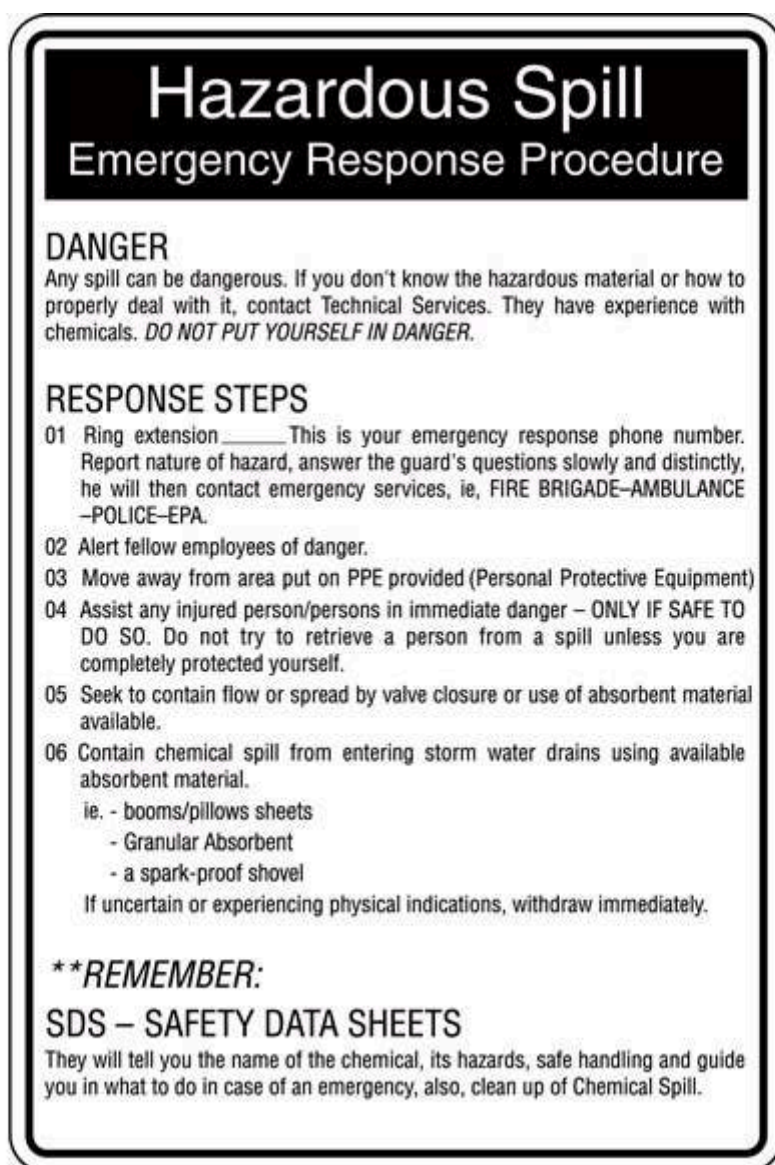 Hazardous Spill
Emergency Response Procedure
DANGER
Any spill can be dangerous. If you don't know the hazardous material or how to
properly deal with it, contact Technical Services. They have experience with
chemicals. DO NOT PUT YOURSELF IN DANGER.
RESPONSE STEPS
01 Ring extension ______ This is your emergency response phone number.
Report nature of hazard, answer the guard's questions slowly and distinctly,
he will then contact emergency services, ie, FIRE BRIGADE–AMBULANCE
–POLICE–EPA.
02 Alert fellow employees of danger.
03 Move away from area put on PPE provided (Personal Protective Equipment)
04 Assist any injured person/persons in immediate danger – ONLY IF SAFE TO
DO SO. Do not try to retrieve a person from a spill unless you are
completely protected yourself.
05 Seek to contain flow or spread by valve closure or use of absorbent material
available.
06 Contain chemical spill from entering storm water drains using available
absorbent material.
ie. - booms/pillows sheets
- Granular Absorbent
- a spark-proof shovel
If uncertain or experiencing physical indications, withdraw immediately.
**REMEMBER:
SDS – SAFETY DATA SHEETS
They will tell you the name of the chemical, its hazards, safe handling and guide
you in what to do in case of an emergency, also, clean up of Chemical Spill.